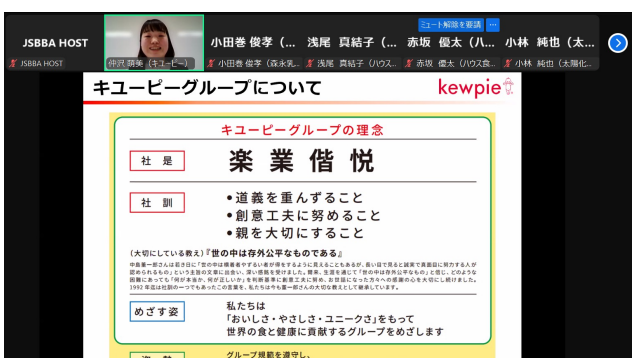 ミュート解除を要請 …
JSBBA HOST
小田巻 俊孝（...
浅尾 真結子（...
赤坂 優太（ハ...
小林 純也（太...
JSBBA HOST
仲沢 萌美（キユーピー）
小田巻 俊孝（森永乳...
浅尾 真結子（ハウス...
赤坂 優太（ハウス食...
小林 純也（太陽化...
キユーピーグループについて
kewpie
キユーピーグループの理念
社 是
楽 業 偕 悦
社 訓
•道義を重んずること
•創意工夫に努めること
•親を大切にすること
（大切にしている教え）『世の中は存外公平なものである』
めざす姿
私たちは
「おいしさ・やさしさ・ユニークさ」をもって
世界の食と健康に貢献するグループをめざします
グループ規範を遵守し、